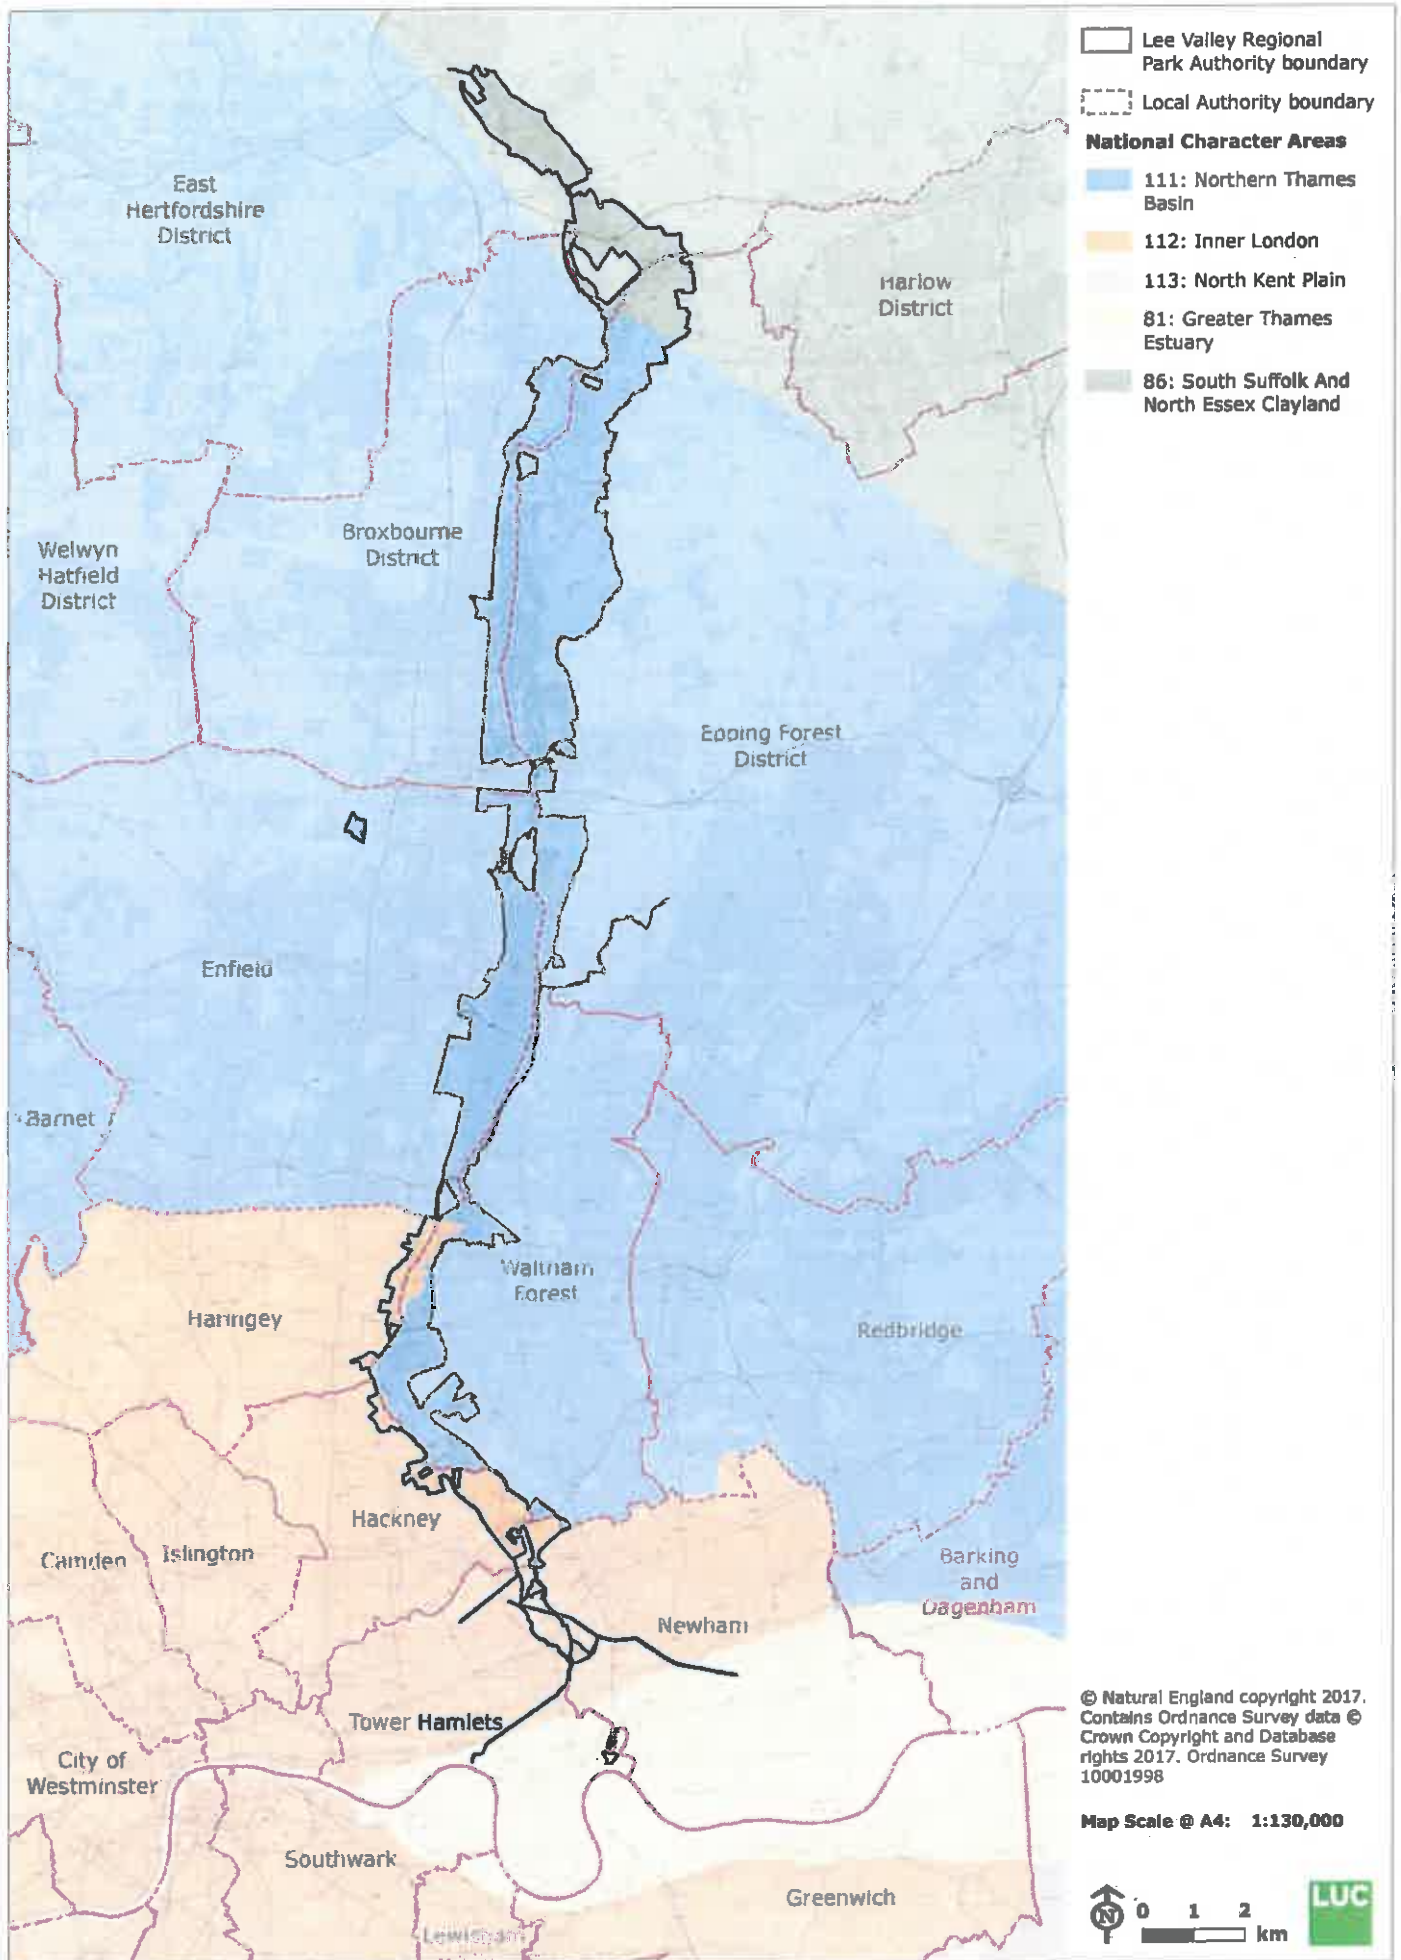 Lee Valley Regional
Park Authority boundary
Local Authority boundary
National Character Areas
111: Northern Thames
Basin
112: Inner London
113: North Kent Plain
81: Greater Thames
Estuary
86: South Suffolk And
North Essex Clayland
East
Hertfordshire
District
Harlow
District
Broxbourne
District
Welwyn
Hatfield
District
Epping Forest
District
Enfield
Barnet
Waltham
Forest
Haringey
Redbridge
Hackney
Camden
Islington
Barking
and
Dagenham
Newham
Tower Hamlets
City of
Westminster
Southwark
Greenwich
Lewisham
© Natural England copyright 2017.
Contains Ordnance Survey data ©
Crown Copyright and Database
rights 2017. Ordnance Survey
10001998
Map Scale @ A4: 1:130,000
N
0 1 2
km
LUC